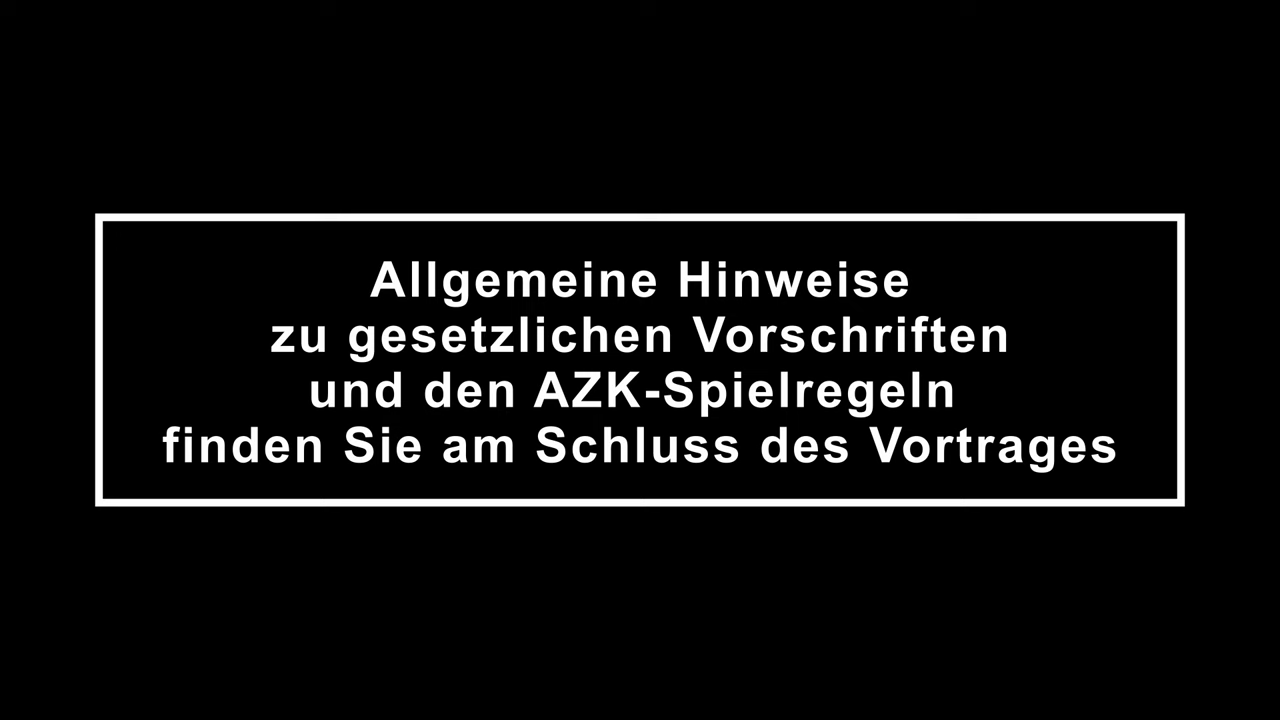 Allgemeine Hinweise
zu gesetzlichen Vorschriften
und den AZK-Spielregeln
finden Sie am Schluss des Vortrages